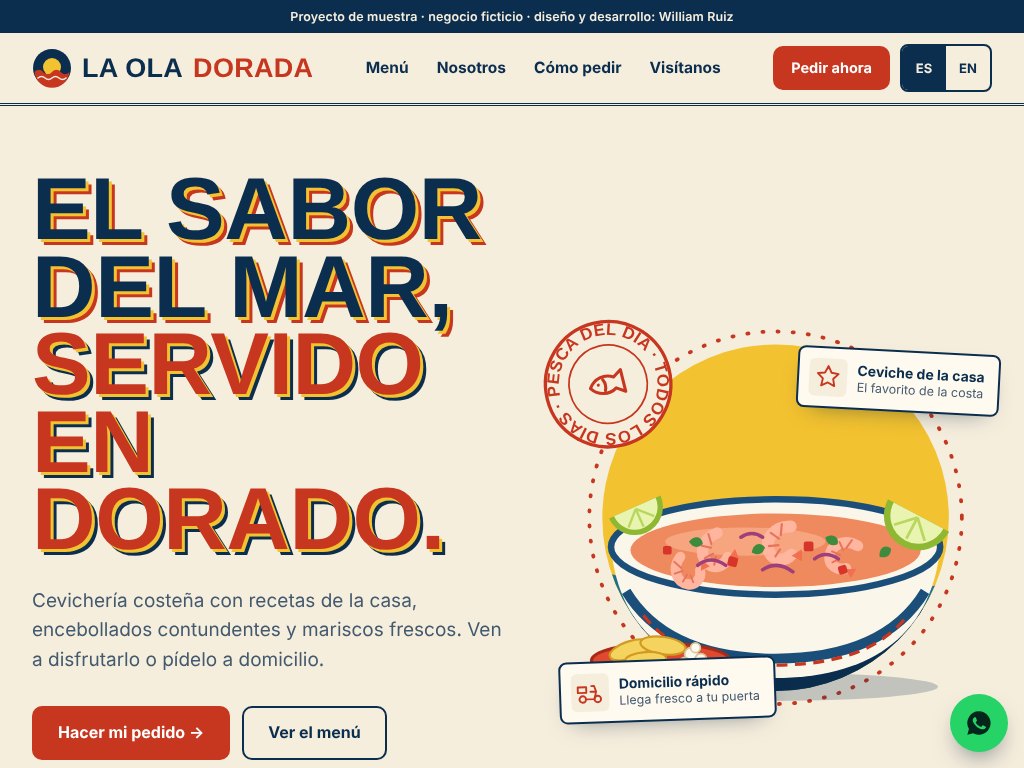 Proyecto de muestra · negocio ficticio · diseño y desarrollo: William Ruiz
LA OLA DORADA
Menú
Nosotros
Cómo pedir
Visítanos
Pedir ahora
ES
EN
EL SABOR
DEL MAR,
SERVIDO
EN
DORADO.
PESCA DEL DÍA · TODOS LOS DÍAS ·
Ceviche de la casa
El favorito de la costa
Cevichería costeña con recetas de la casa,
encebollados contundentes y mariscos frescos. Ven
a disfrutarlo o pídelo a domicilio.
Domicilio rápido
Llega fresco a tu puerta
Hacer mi pedido →
Ver el menú